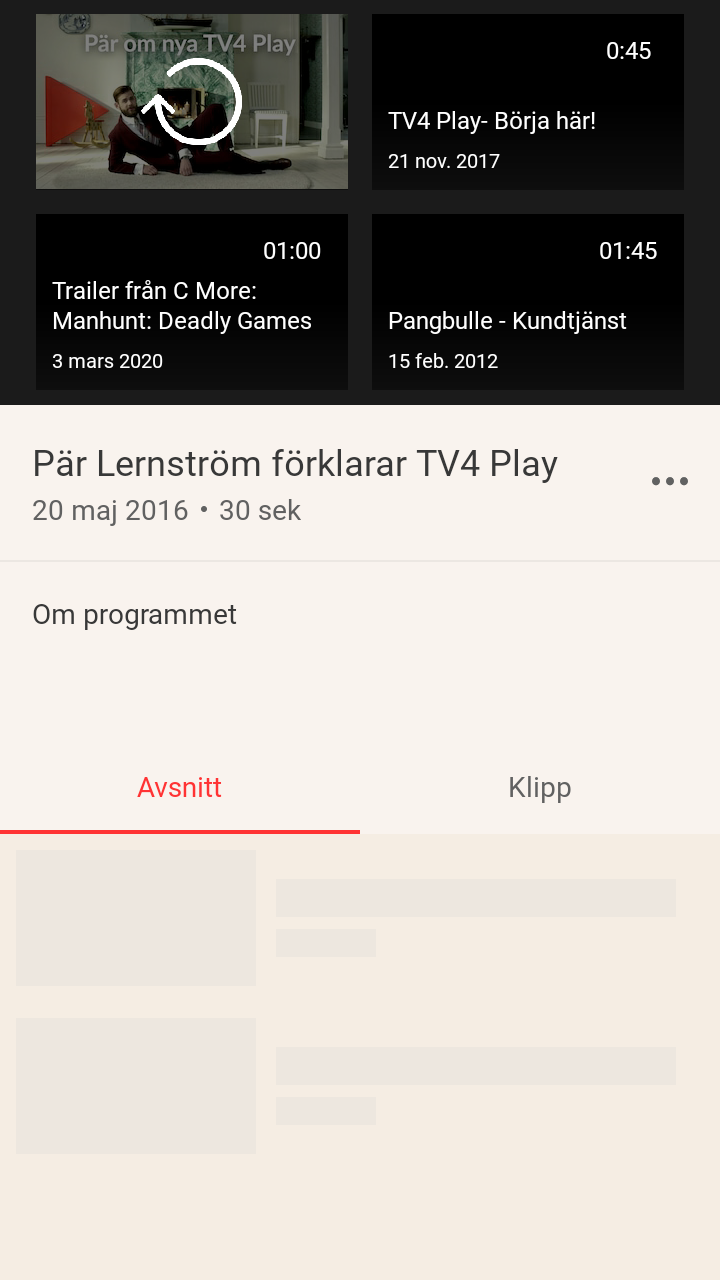 Pär om nya TV4 Play
0:45
TV4 Play- Börja här!
21 nov. 2017
01:00
Trailer från C More:
Manhunt: Deadly Games
3 mars 2020
01:45
Pangbulle - Kundtjänst
15 feb. 2012
Pär Lernström förklarar TV4 Play
20 maj 2016 • 30 sek
Om programmet
Avsnitt
Klipp